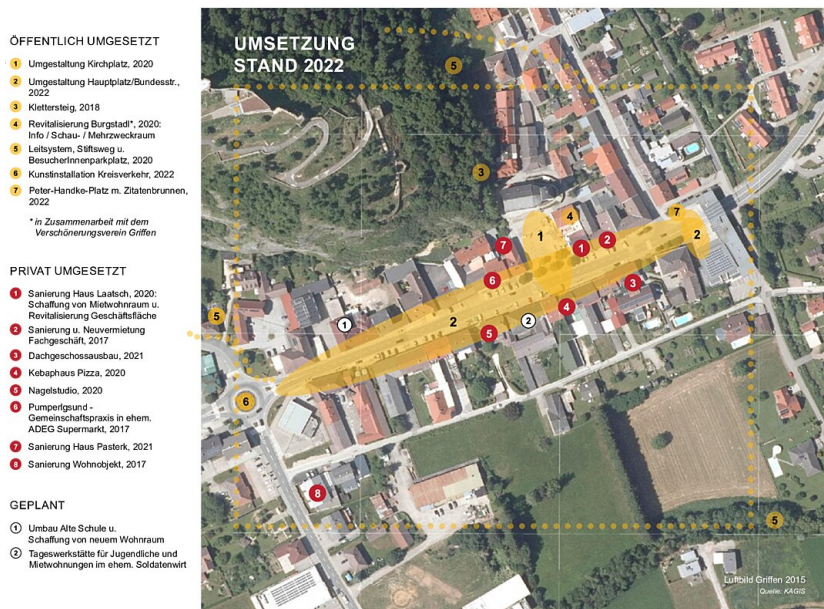 ÖFFENTLICH UMGESETZT
1 Umgestaltung Kirchplatz, 2020
2 Umgestaltung Hauptplatz/Bundesstr.,
2022
3 Klettersteig, 2018
4 Revitalisierung Burgstadl*, 2020:
Info / Schau- / Mehrzweckraum
5 Leitsystem, Stiftsweg u.
BesucherInnenparkplatz, 2020
6 Kunstinstallation Kreisverkehr, 2022
7 Peter-Handke-Platz m. Zitatenbrunnen,
2022
* in Zusammenarbeit mit dem
Verschönerungsverein Griffen
PRIVAT UMGESETZT
1 Sanierung Haus Laatsch, 2020:
Schaffung von Mietwohnraum u.
Revitalisierung Geschäftsfläche
2 Sanierung u. Neuvermietung
Fachgeschäft, 2017
3 Dachgeschossausbau, 2021
4 Kebaphaus Pizza, 2020
5 Nagelstudio, 2020
6 Pumperlgsund -
Gemeinschaftspraxis in ehem.
ADEG Supermarkt, 2017
7 Sanierung Haus Pasterk, 2021
8 Sanierung Wohnobjekt, 2017
GEPLANT
1 Umbau Alte Schule u.
Schaffung von neuem Wohnraum
2 Tageswerkstätte für Jugendliche und
Mietwohnungen im ehem. Soldatenwirt
UMSETZUNG
STAND 2022
5
3
4
7
1
2
7
1
2
6
3
5
4
1
2
5
2
6
8
5
Luftbild Griffen 2015
Quelle: KAGIS